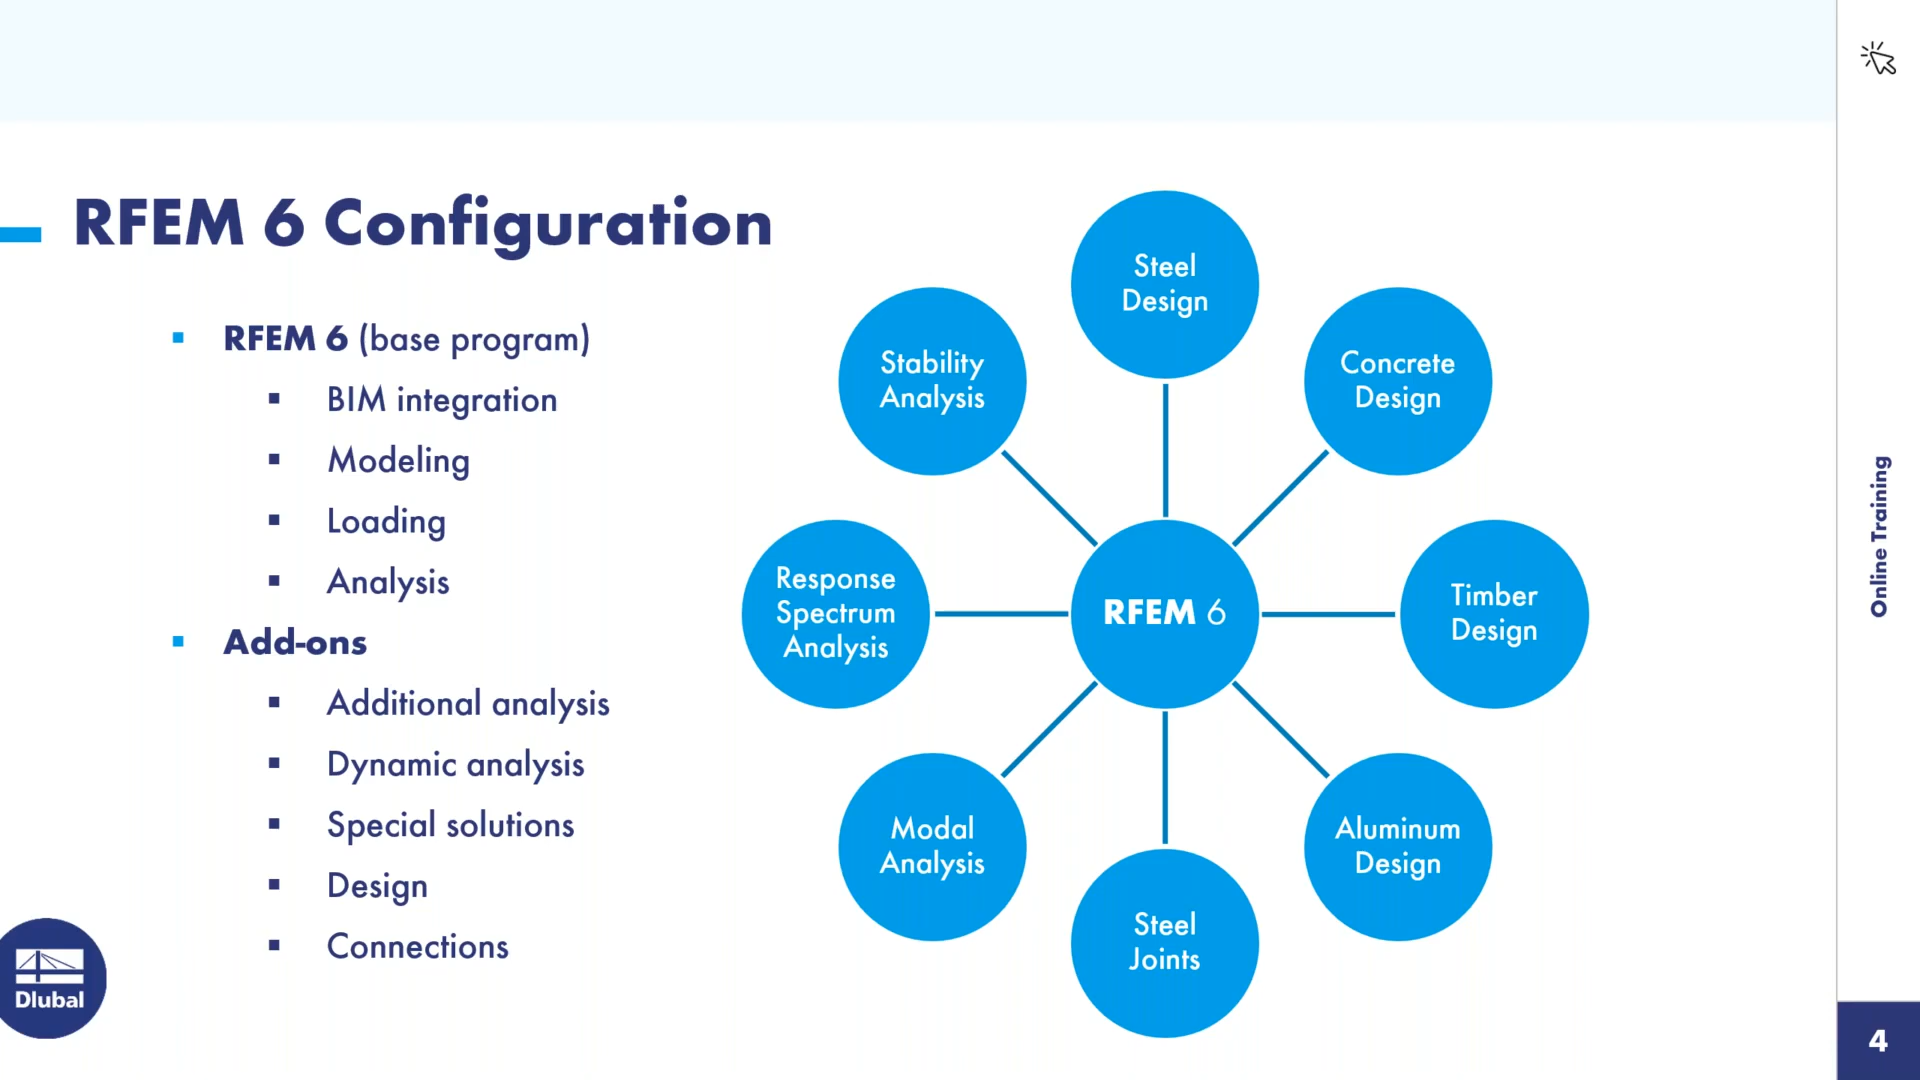 RFEM 6 Configuration
RFEM 6 (base program)
BIM integration
Modeling
Loading
Analysis
Add-ons
Additional analysis
Dynamic analysis
Special solutions
Design
Connections
Steel
Design
Concrete
Design
Timber
Design
Aluminum
Design
Steel
Joints
Modal
Analysis
Response
Spectrum
Analysis
Stability
Analysis
RFEM 6
Dlubal
Online Training
4